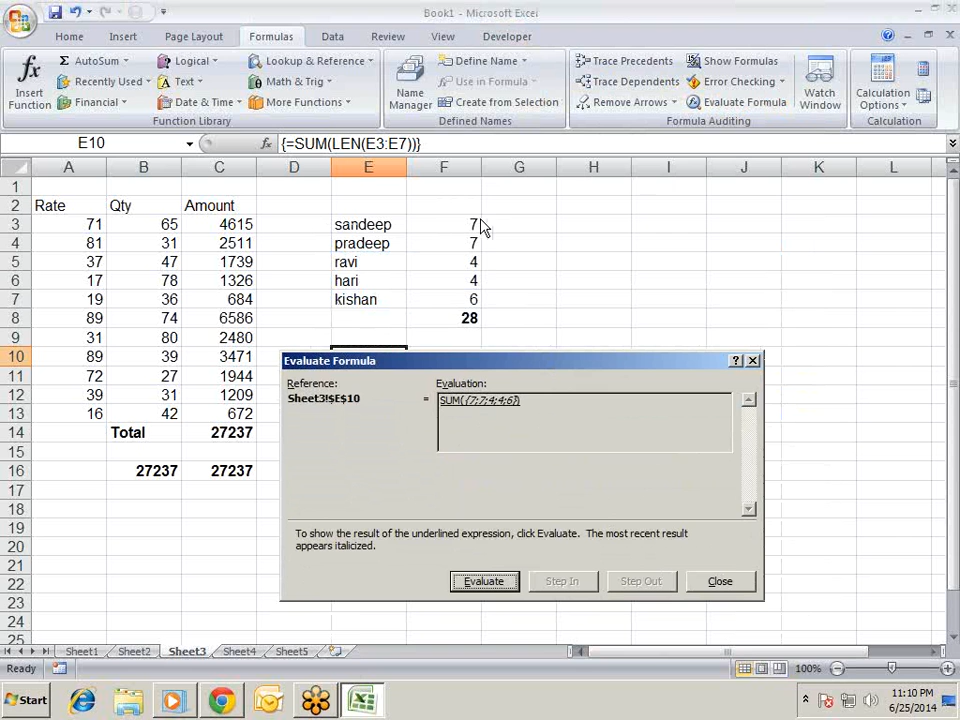 Book1 - Microsoft Excel
Home Insert Page Layout Formulas Data Review View Developer
Insert Function
AutoSum
Recently Used
Financial
Logical
Text
Date & Time
Lookup & Reference
Math & Trig
More Functions
Function Library
Name Manager
Define Name
Use in Formula
Create from Selection
Defined Names
Trace Precedents
Trace Dependents
Remove Arrows
Show Formulas
Error Checking
Evaluate Formula
Formula Auditing
Watch Window
Calculation Options
Calculation
E10 fx {=SUM(LEN(E3:E7))}
A B C D E F G H I J K L
1
2 Rate Qty Amount
3 71 65 4615 sandeep 7
4 81 31 2511 pradeep 7
5 37 47 1739 ravi 4
6 17 78 1326 hari 4
7 19 36 684 kishan 6
8 89 74 6586 28
9 31 80 2480
10 89 39 3471
11 72 27 1944
12 39 31 1209
13 16 42 672
14 Total 27237
15
16 27237 27237
17
18
19
20
21
22
23
24
25
Evaluate Formula
Reference: Evaluation:
Sheet3!$E$10 = SUM({7;7;4;4;6})
To show the result of the underlined expression, click Evaluate. The most recent result
appears italicized.
Evaluate Step In Step Out Close
Sheet1 Sheet2 Sheet3 Sheet4 Sheet5
Ready 100%
Start 11:10 PM
6/25/2014